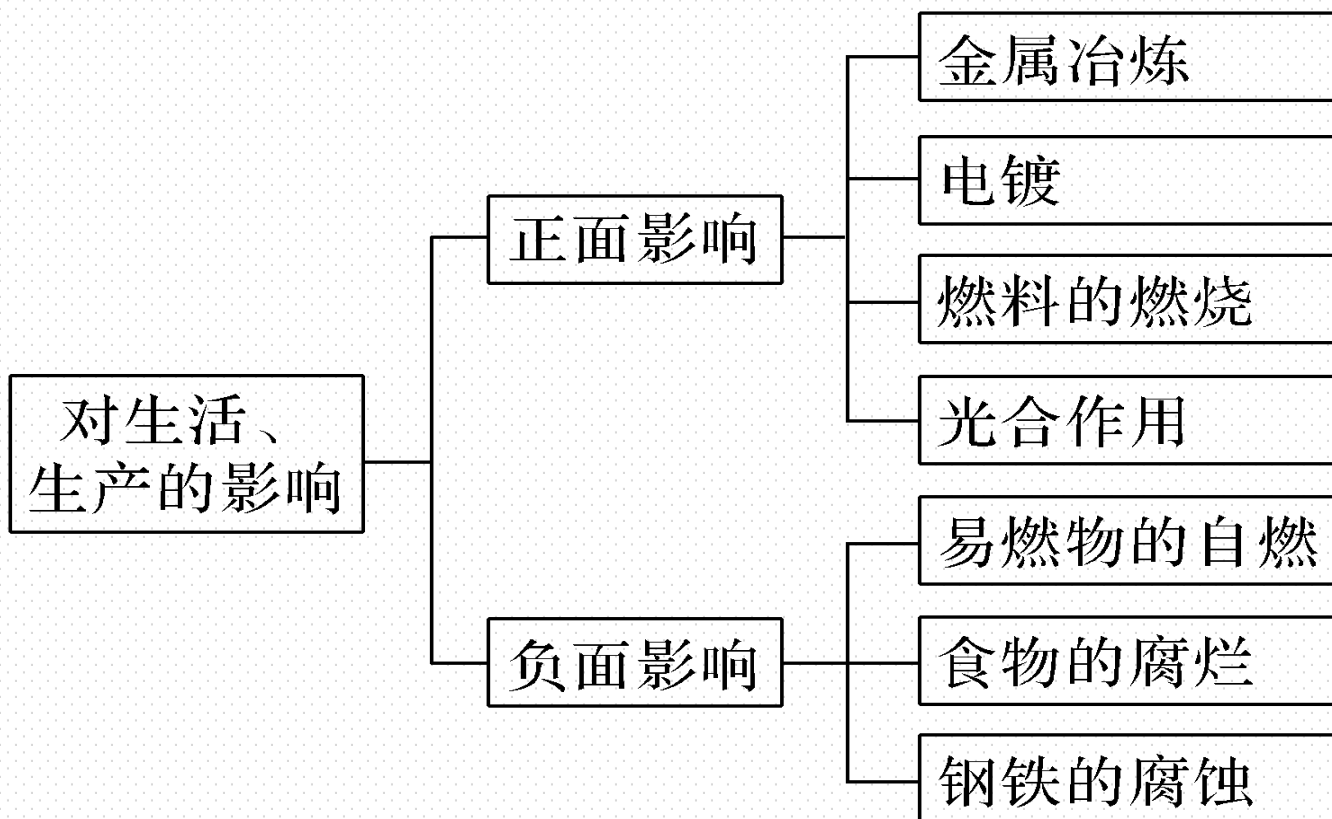 对生活、
生产的影响
正面影响
金属冶炼
电镀
燃料的燃烧
光合作用
负面影响
易燃物的自燃
食物的腐烂
钢铁的腐蚀